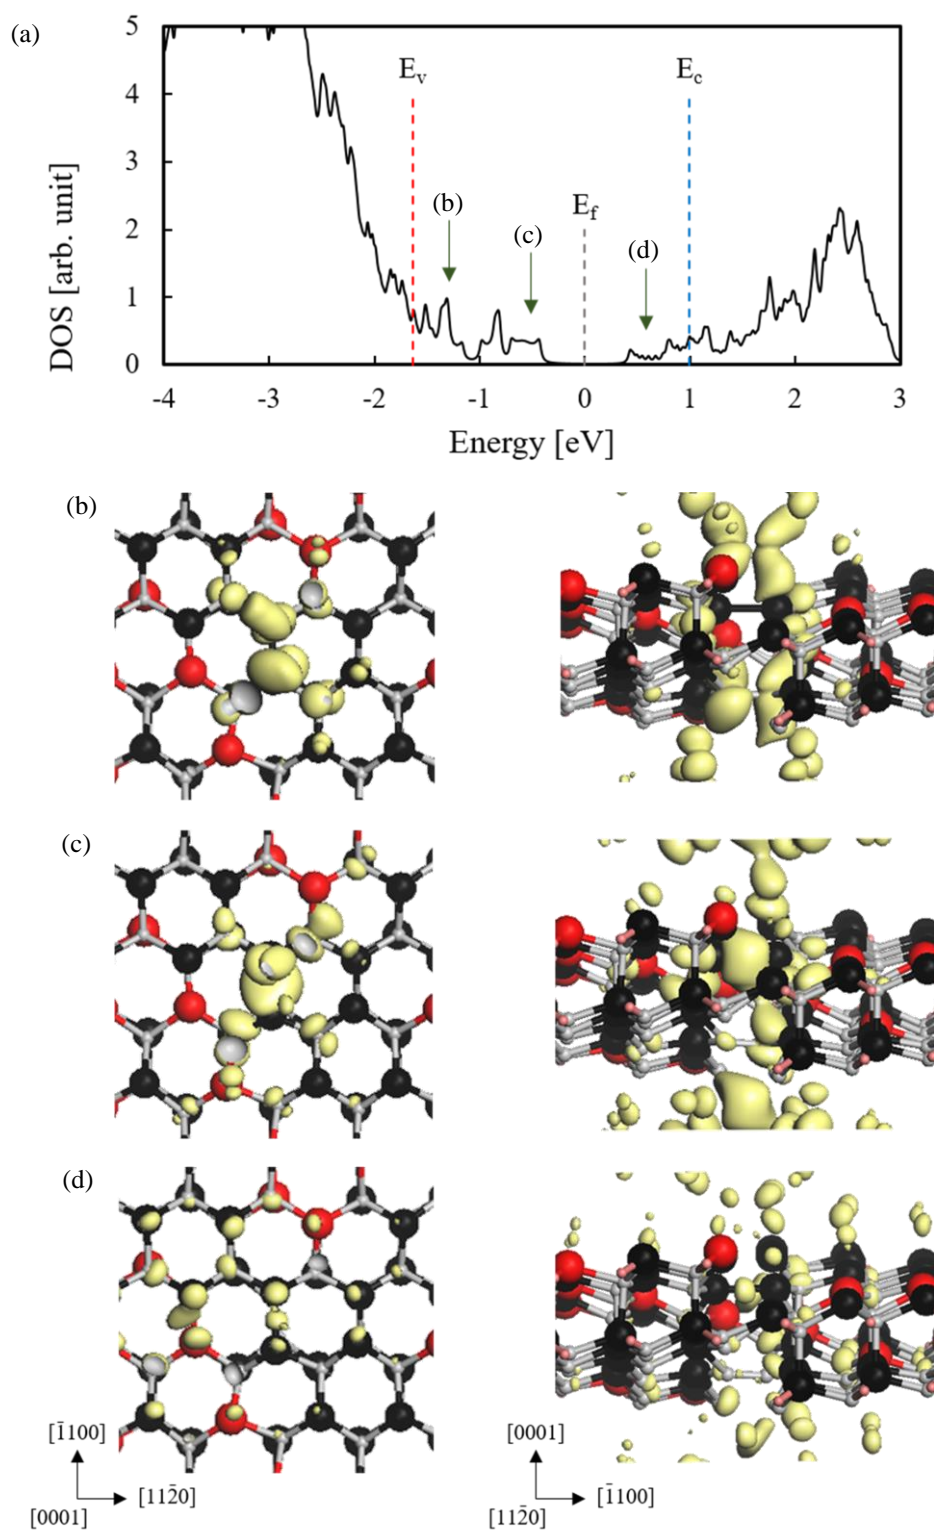 (a)
DOS [arb. unit]
5
4
3
2
1
0
E_v
E_c
(b)
(c)
E_f
(d)
-4 -3 -2 -1 0 1 2 3
Energy [eV]
(b)
(c)
(d)
[1̄100]
[112̄0]
[0001]
[0001]
[1̄100]
[112̄0]